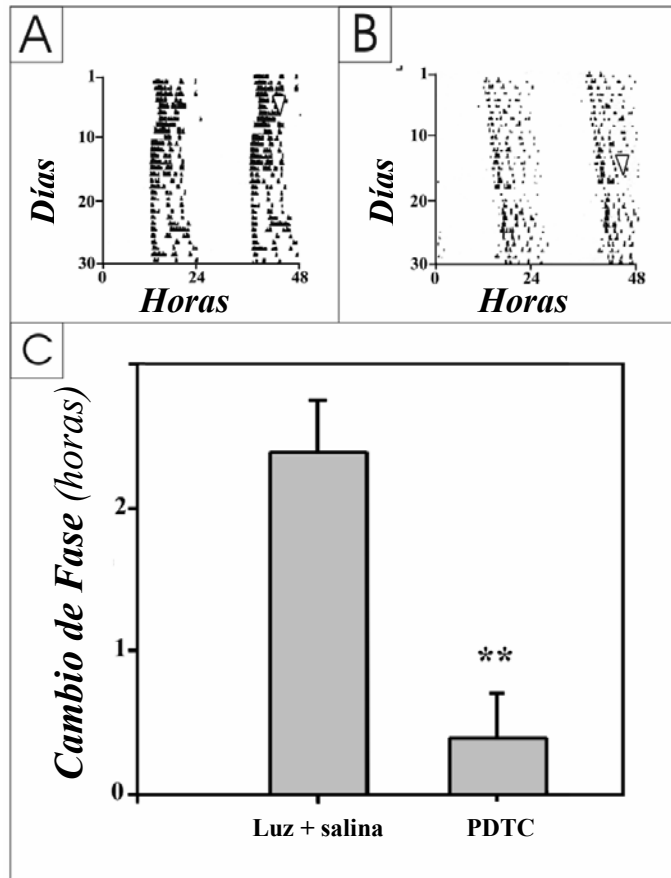 A
B
1
10
20
30
Días
0
24
48
Horas
1
10
20
30
Días
0
24
48
Horas
C
Cambio de Fase (horas)
2
1
0
**
Luz + salina
PDTC